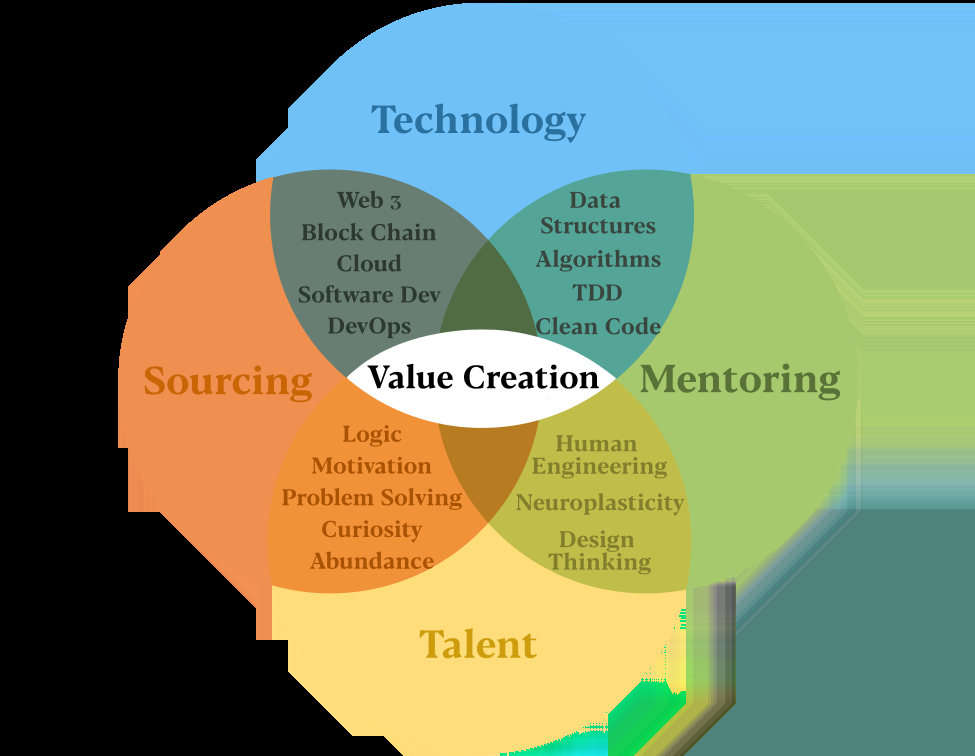 Technology
Web 3
Block Chain
Cloud
Software Dev
DevOps
Data
Structures
Algorithms
TDD
Clean Code
Sourcing
Value Creation
Mentoring
Logic
Motivation
Problem Solving
Curiosity
Abundance
Human
Engineering
Neuroplasticity
Design
Thinking
Talent